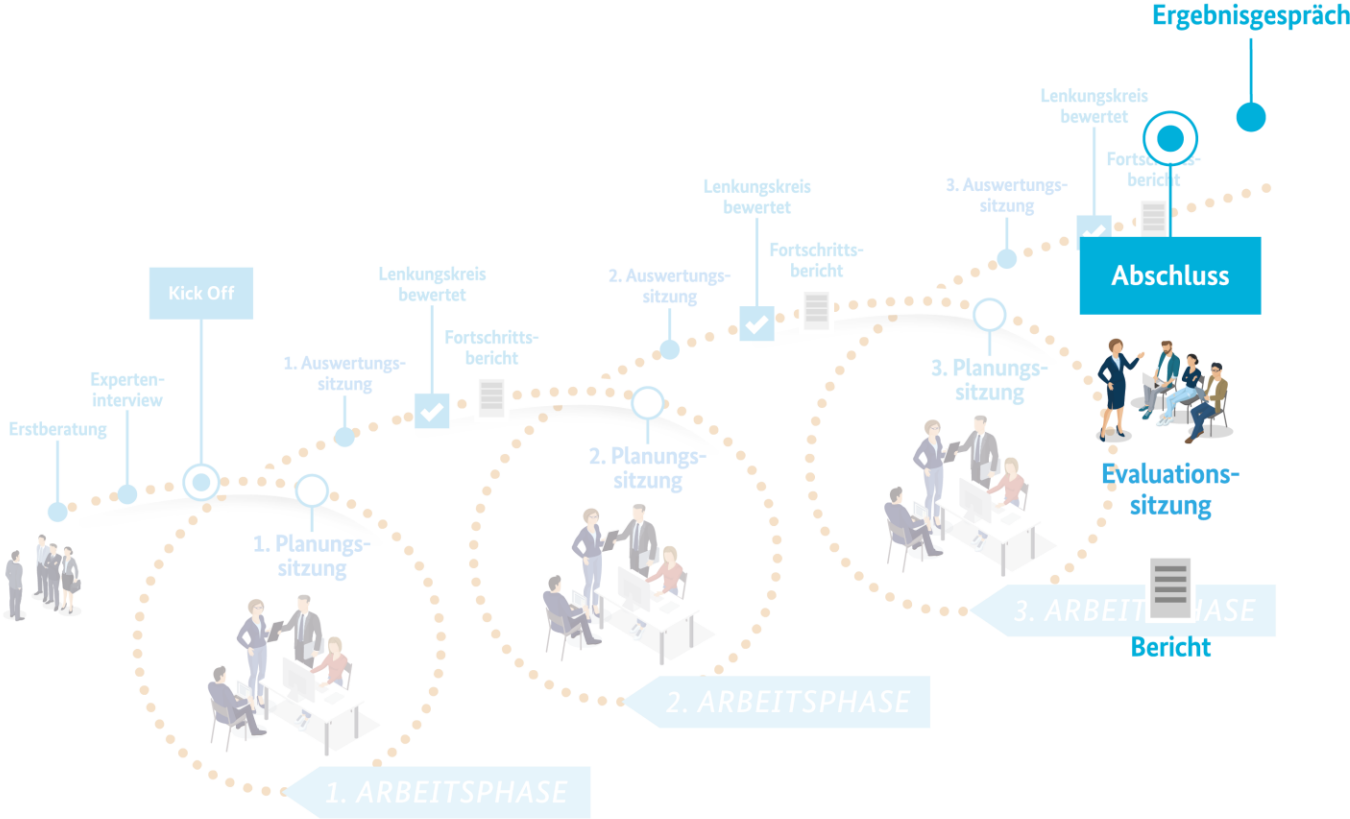 Ergebnisgespräch
Lenkungskreis
bewertet
Fortschritts-
bericht
3. Auswertungs-
sitzung
Lenkungskreis
bewertet
Abschluss
Fortschritts-
bericht
2. Auswertungs-
sitzung
Lenkungskreis
bewertet
Kick Off
Fortschritts-
bericht
1. Auswertungs-
sitzung
3. Planungs-
sitzung
Experten-
interview
Erstberatung
2. Planungs-
sitzung
Evaluations-
sitzung
1. Planungs-
sitzung
3. ARBEITSPHASE
Bericht
2. ARBEITSPHASE
1. ARBEITSPHASE